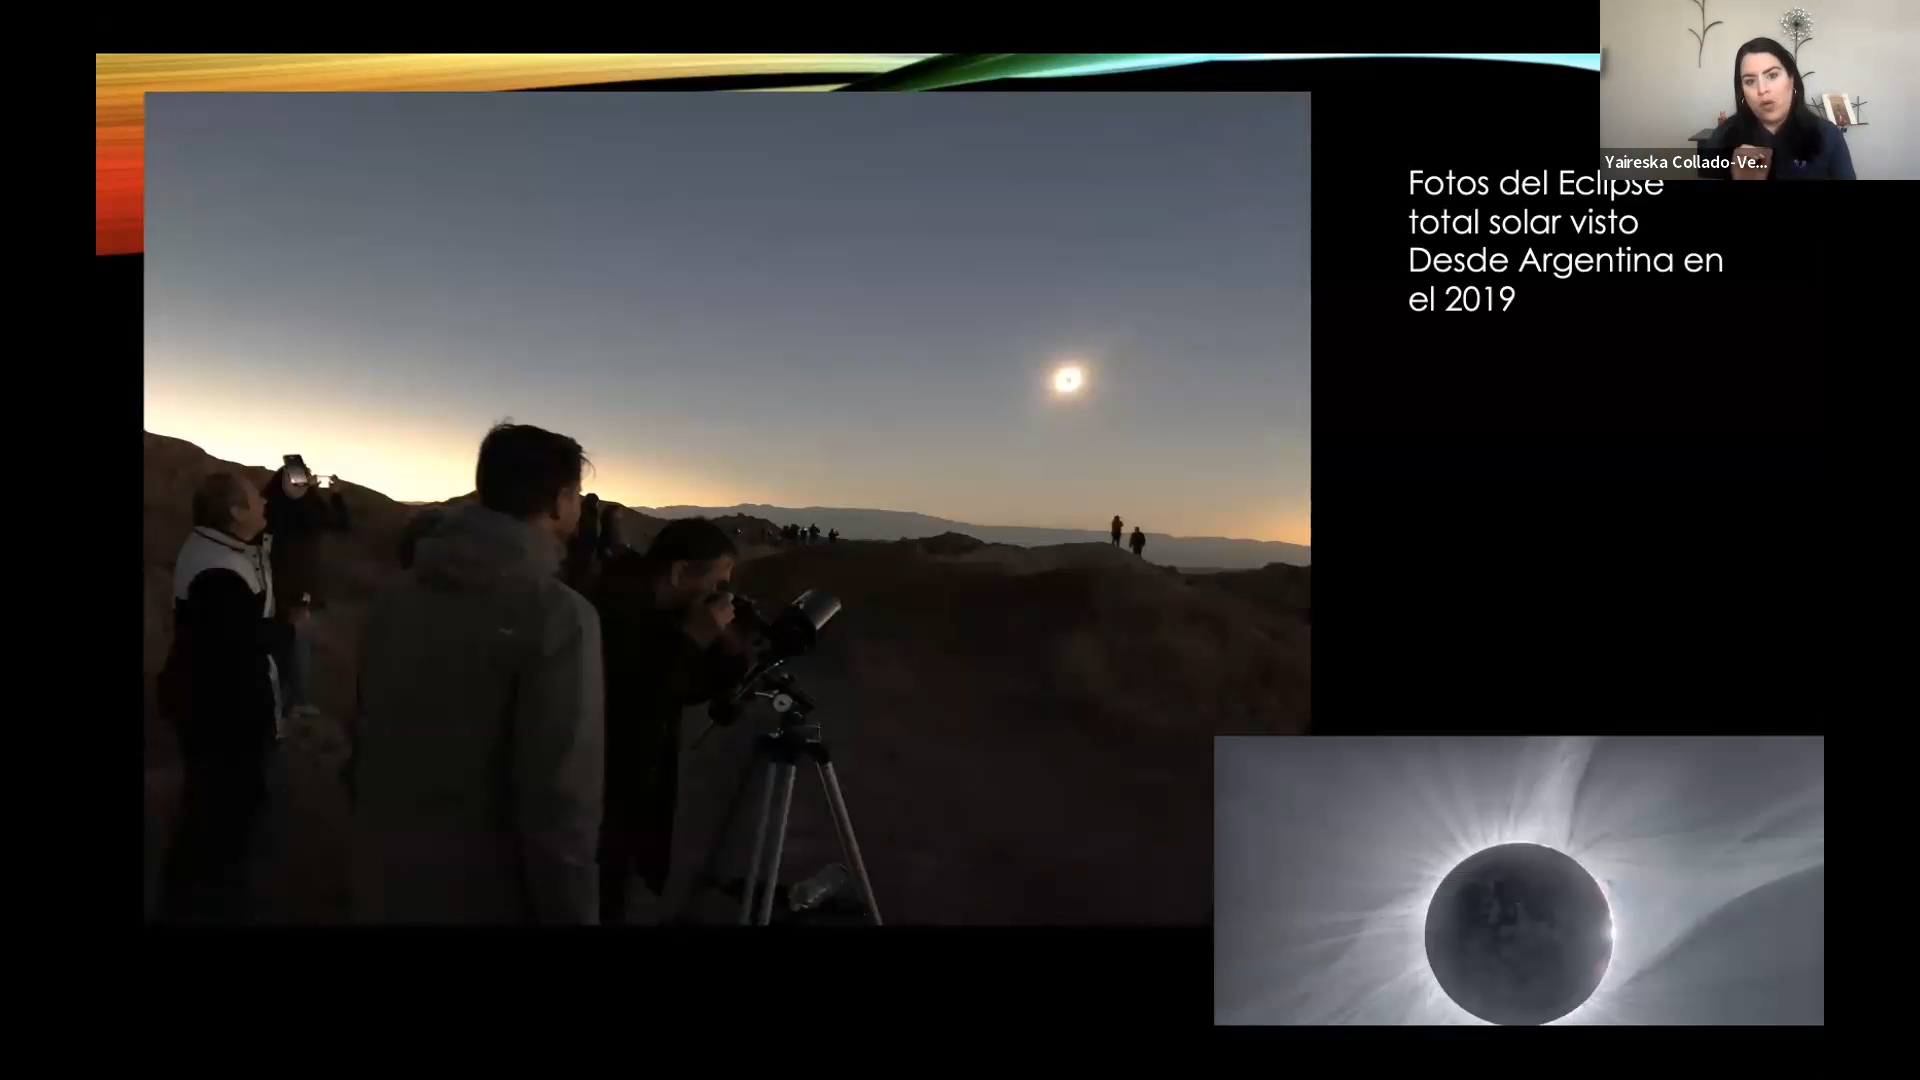 Yaireska Collado-Ve...
Fotos del Eclipse
total solar visto
Desde Argentina en
el 2019